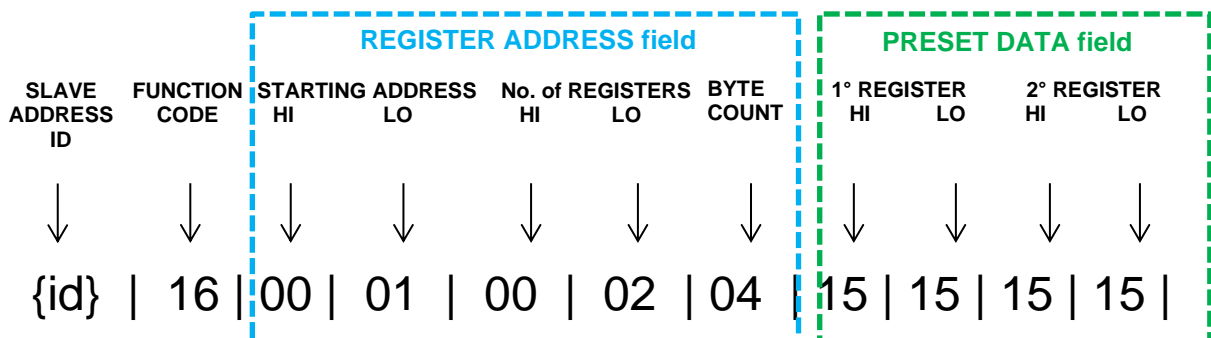 REGISTER ADDRESS field PRESET DATA field
SLAVE FUNCTION STARTING ADDRESS No. of REGISTERS BYTE 1° REGISTER 2° REGISTER
ADDRESS CODE HI LO HI LO COUNT HI LO HI LO
ID
{id} | 16 | 00 | 01 | 00 | 02 | 04 | 15 | 15 | 15 | 15 |